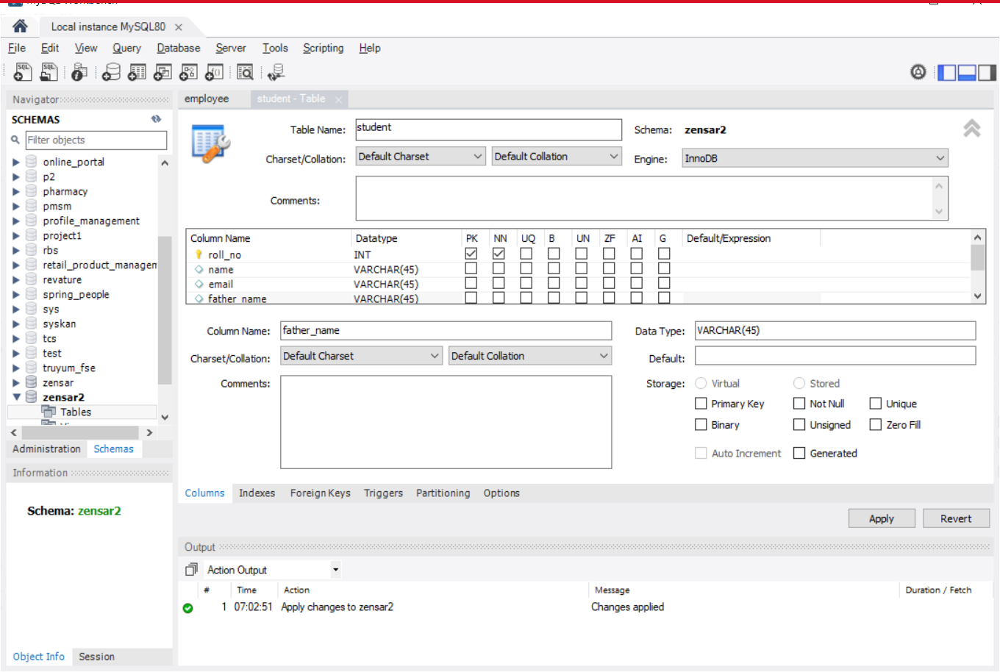 Local instance MySQL80
File Edit View Query Database Server Tools Scripting Help
Navigator
SCHEMAS
Filter objects
online_portal
p2
pharmacy
pmsm
profile_management
project1
rbs
retail_product_managem
revature
spring_people
sys
syskan
tcs
test
truyum_fse
zensar
zensar2
Tables
Administration Schemas
Information
Schema: zensar2
Object Info Session
employee student - Table
Table Name: student Schema: zensar2
Charset/Collation: Default Charset Default Collation Engine: InnoDB
Comments:
Column Name Datatype PK NN UQ B UN ZF AI G Default/Expression
roll_no INT
name VARCHAR(45)
email VARCHAR(45)
father_name VARCHAR(45)
Column Name: father_name Data Type: VARCHAR(45)
Charset/Collation: Default Charset Default Collation Default:
Comments: Storage: Virtual Stored
Primary Key Not Null Unique
Binary Unsigned Zero Fill
Auto Increment Generated
Columns Indexes Foreign Keys Triggers Partitioning Options
Apply Revert
Output
Action Output
# Time Action Message Duration / Fetch
1 07:02:51 Apply changes to zensar2 Changes applied